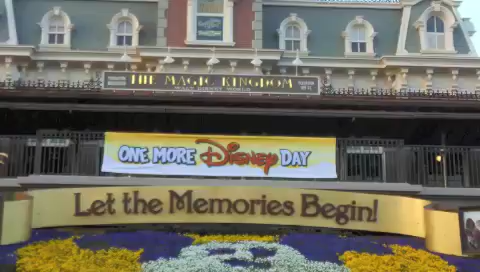 THE MAGIC KINGDOM
ONE MORE Disney DAY
Let the Memories Begin!